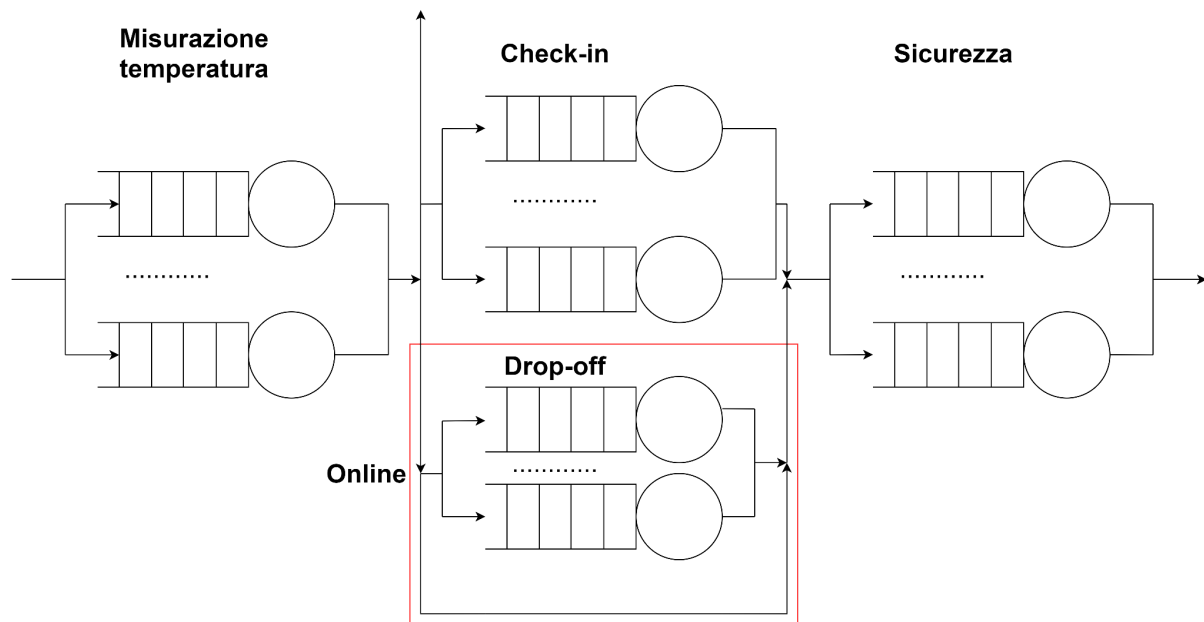 Misurazione
temperatura
Check-in
Sicurezza
............
............
............
Drop-off
Online
............